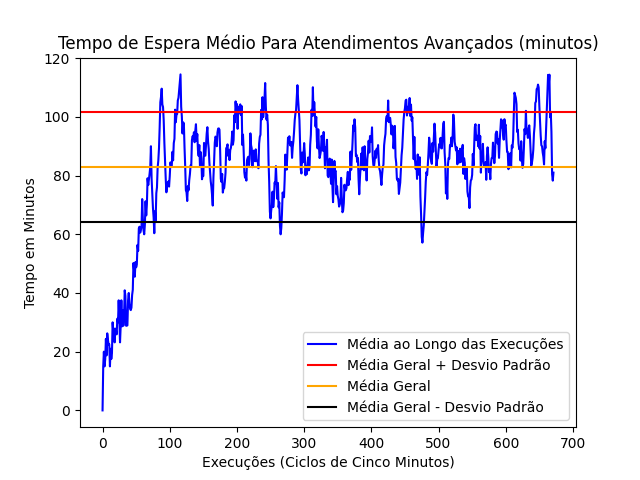 Tempo de Espera Médio Para Atendimentos Avançados (minutos)
120
100
80
60
40
20
0
Tempo em Minutos
Média ao Longo das Execuções
Média Geral + Desvio Padrão
Média Geral
Média Geral - Desvio Padrão
0 100 200 300 400 500 600 700
Execuções (Ciclos de Cinco Minutos)